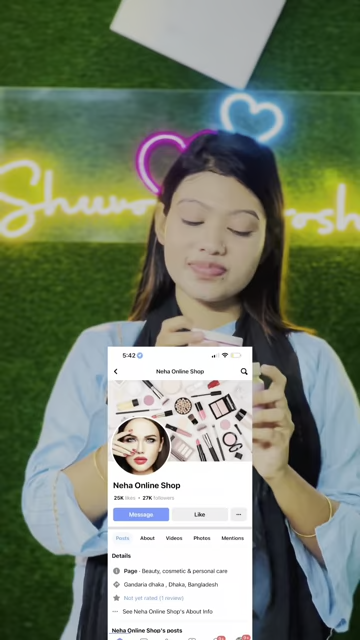 5:42
Neha Online Shop
Neha Online Shop
25K likes • 27K followers
Message
Like
Posts
About
Videos
Photos
Mentions
Details
Page · Beauty, cosmetic & personal care
Gandaria dhaka , Dhaka, Bangladesh
Not yet rated (1 review)
See Neha Online Shop's About Info
Neha Online Shop's posts